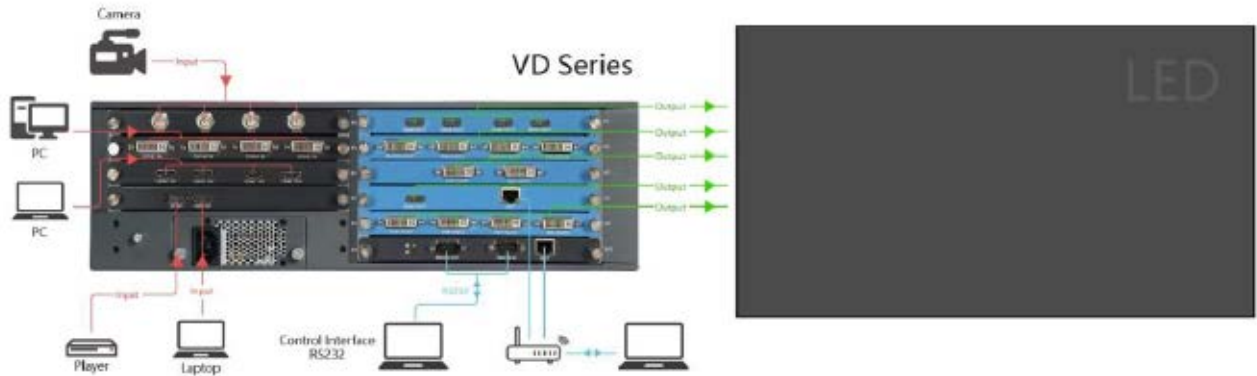 Camera
Input
VD Series
LED
Output
Output
Output
Output
Output
PC
PC
Input
Input
RS232
Control Interface
RS232
Player
Laptop